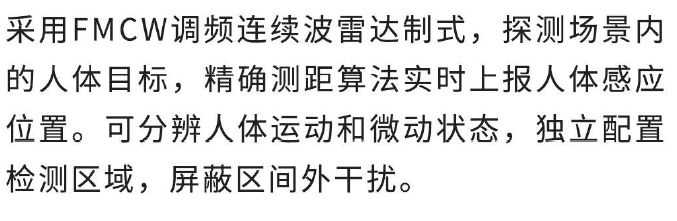 采用FMCW调频连续波雷达制式，探测场景内
的人体目标，精确测距算法实时上报人体感应
位置。可分辨人体运动和微动状态，独立配置
检测区域，屏蔽区间外干扰。